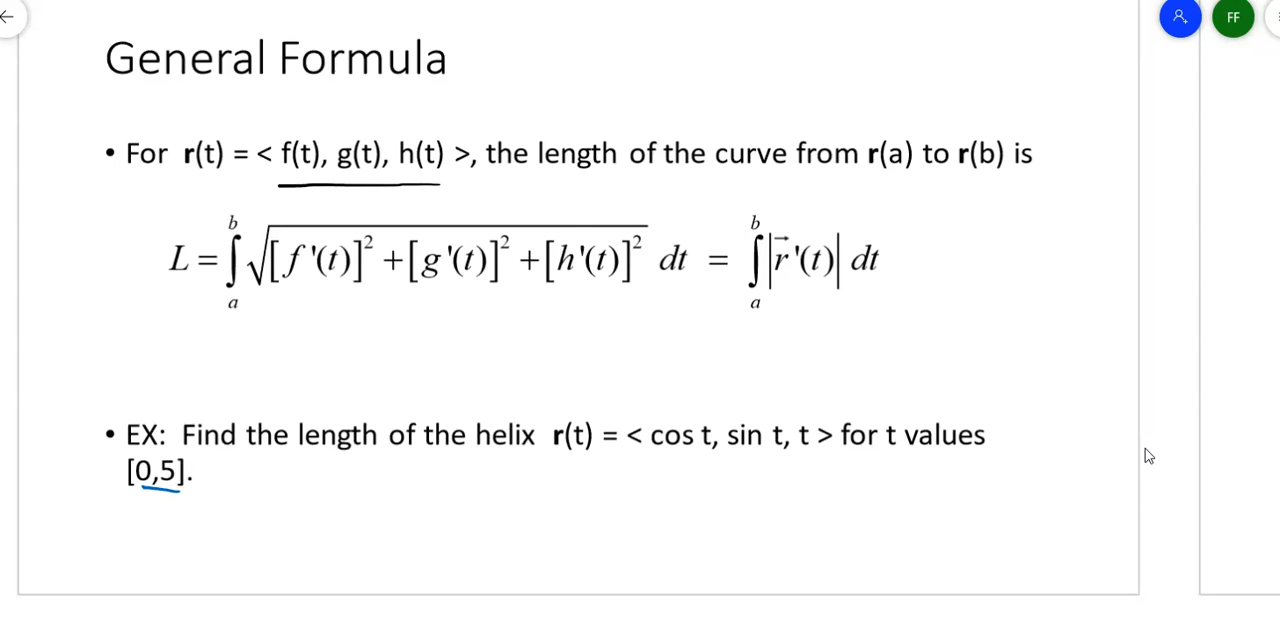 FF
General Formula
• For r(t) = < f(t), g(t), h(t) >, the length of the curve from r(a) to r(b) is
L = ∫_a^b √([f '(t)]² + [g '(t)]² + [h '(t)]²) dt = ∫_a^b |r⃗ '(t)| dt
• EX: Find the length of the helix r(t) = < cos t, sin t, t > for t values
[0,5].